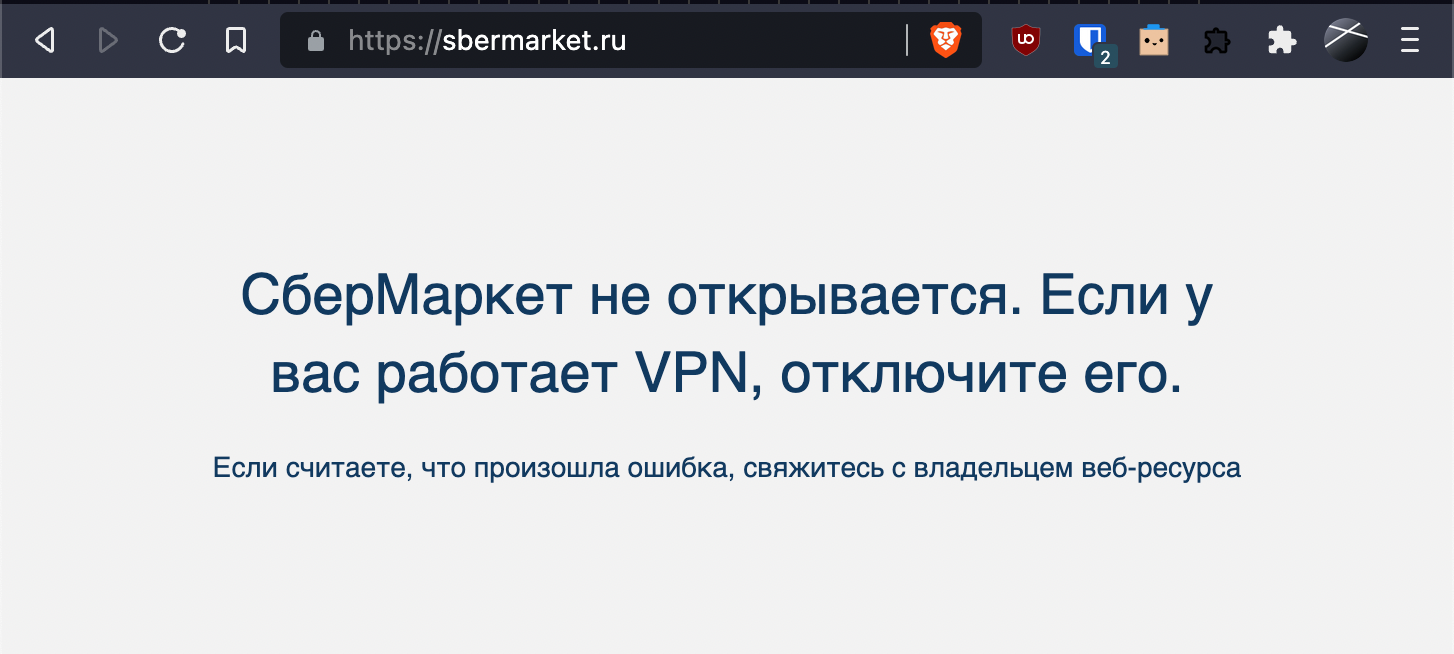 https://sbermarket.ru
UO
2
СберМаркет не открывается. Если у
вас работает VPN, отключите его.
Если считаете, что произошла ошибка, свяжитесь с владельцем веб-ресурса